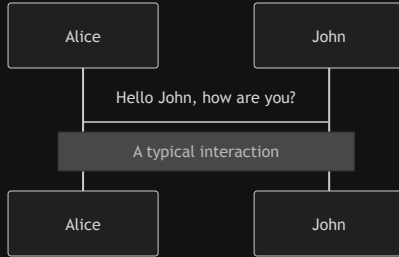 Alice
John
Hello John, how are you?
A typical interaction
Alice
John